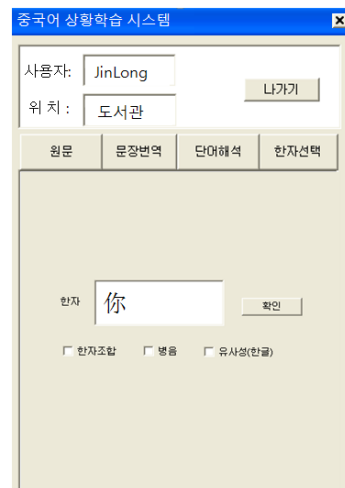 중국어 상황학습 시스템
사용자: JinLong
나가기
위 치 : 도서관
원문 문장번역 단어해석 한자선택
한자 你 확인
한자조합 병음 유사성(한글)